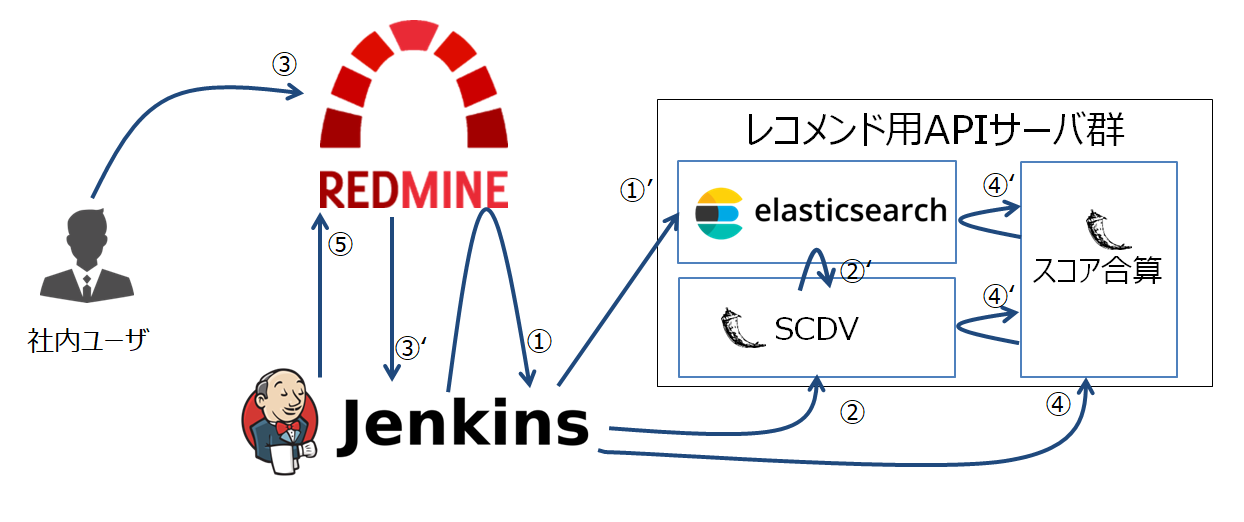 ③
REDMINE
レコメンド用APIサーバ群
①’
elasticsearch
④‘
スコア合算
②‘
④‘
SCDV
⑤
社内ユーザ
③‘
①
Jenkins
②
④